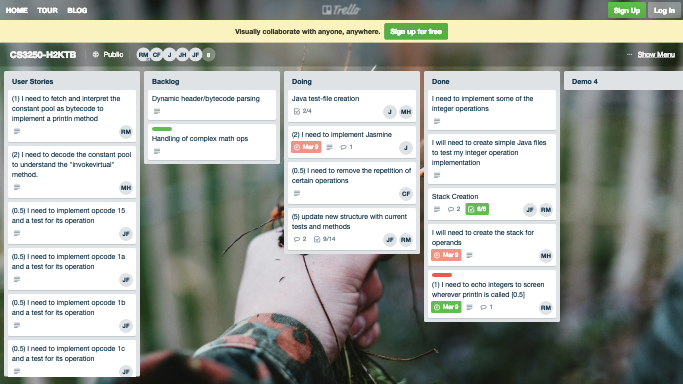 HOME TOUR BLOG
Trello
Sign Up Log In
Visually collaborate with anyone, anywhere. Sign up for free
CS3250-H2KTB
Public
RM CF J JH JF 8
... Show Menu
User Stories
(1) I need to fetch and interpret the
constant pool as bytecode to
implement a println method
RM
(2) I need to decode the constant pool
to understand the "invokevirtual"
method.
MH
(0.5) I need to implement opcode 15
and a test for its operation
JF
(0.5) I need to implement opcode 1a
and a test for its operation
JF
(0.5) I need to implement opcode 1b
and a test for its operation
JF
(0.5) I need to implement opcode 1c
and a test for its operation
JF
Backlog
Dynamic header/bytecode parsing
Handling of complex math ops
Doing
Java test-file creation
2/4
J MH
(2) I need to implement Jasmine
Mar 9 1
J
(0.5) I need to remove the repetition of
certain operations
CF
(5) update new structure with current
tests and methods
2 9/14
JF RM
Done
I need to implement some of the
integer operations
I will need to create simple Java files
to test my integer operation
implementation
Stack Creation
2 6/6
JF RM
I will need to create the stack for
operands
Mar 9
MH
(1) I need to echo integers to screen
wherever println is called [0.5]
Mar 9 1
RM
Demo 4